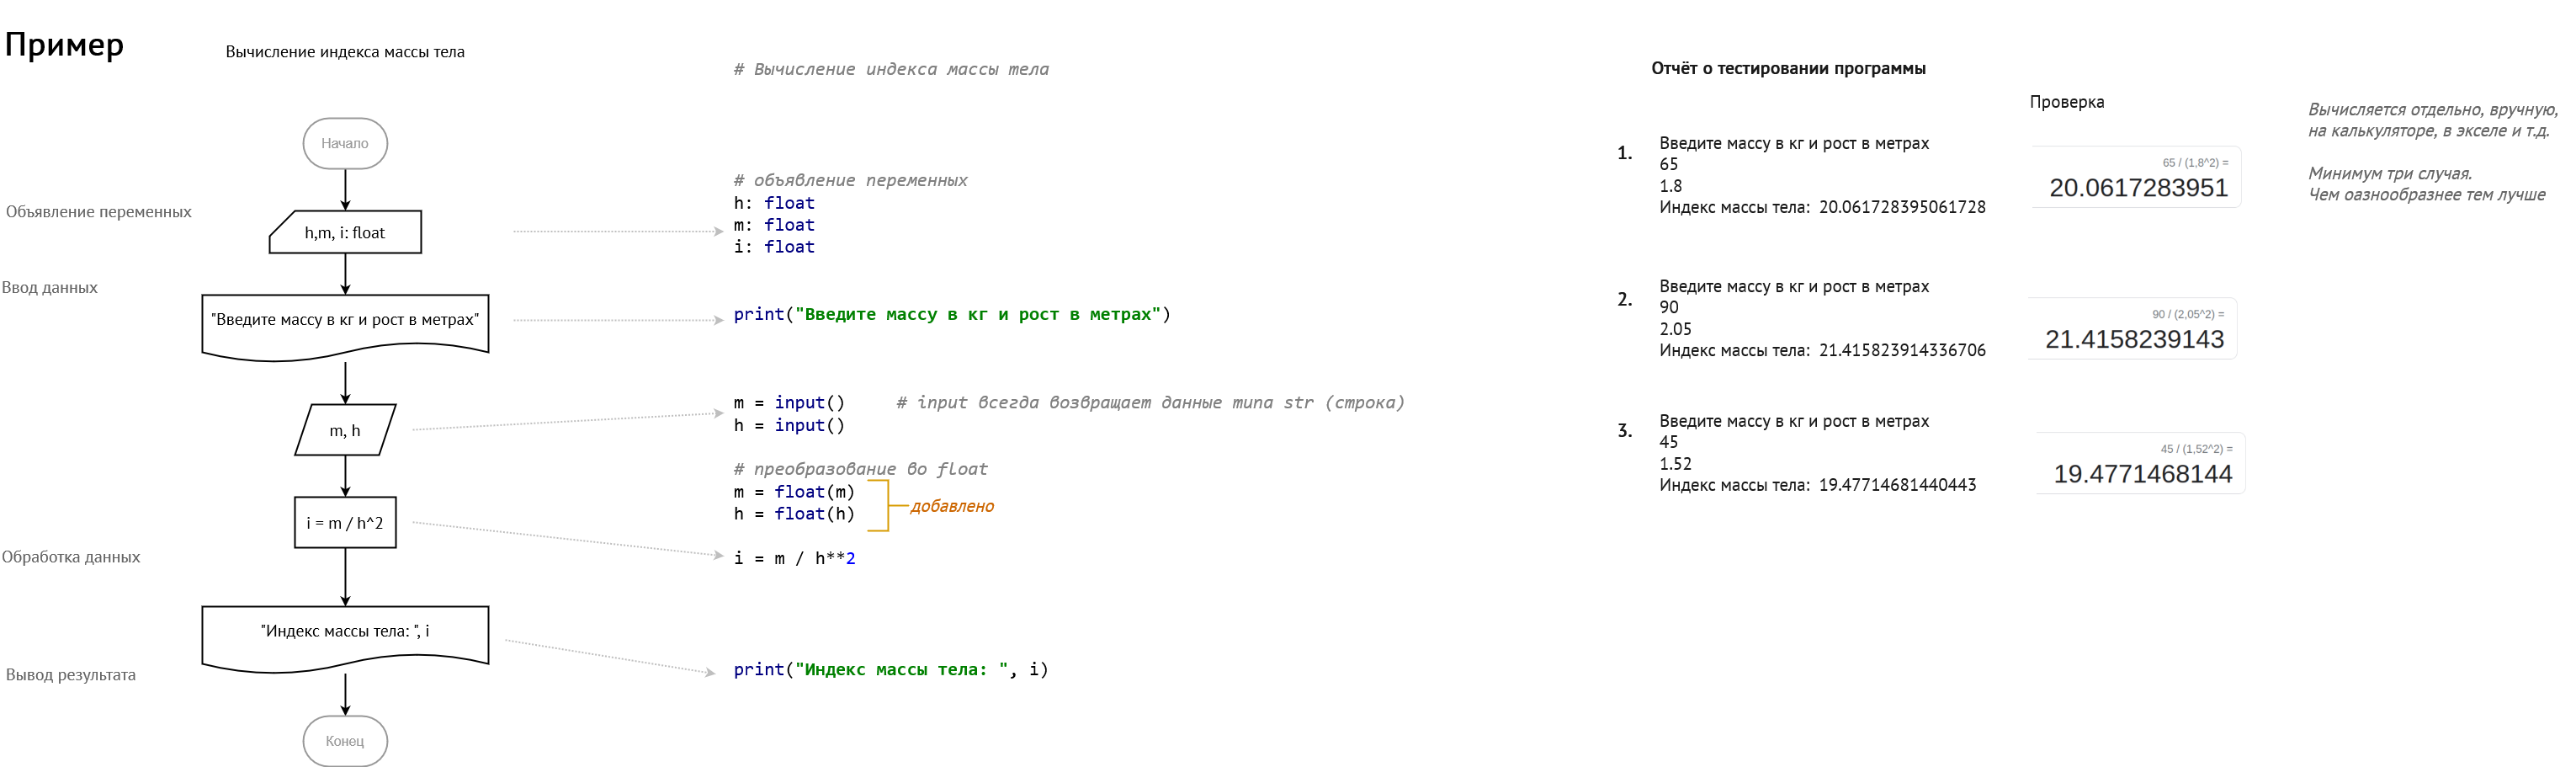 Пример
Вычисление индекса массы тела
Начало
Объявление переменных
h,m, i: float
Ввод данных
"Введите массу в кг и рост в метрах"
m, h
i = m / h^2
Обработка данных
"Индекс массы тела: ", i
Вывод результата
Конец
# Вычисление индекса массы тела
# объявление переменных
h: float
m: float
i: float
print("Введите массу в кг и рост в метрах")
m = input() # input всегда возвращает данные типа str (строка)
h = input()
# преобразование во float
m = float(m)
h = float(h)
добавлено
i = m / h**2
print("Индекс массы тела: ", i)
Отчёт о тестировании программы
Проверка
1.
Введите массу в кг и рост в метрах
65
1.8
Индекс массы тела: 20.061728395061728
65 / (1,8^2) =
20.0617283951
2.
Введите массу в кг и рост в метрах
90
2.05
Индекс массы тела: 21.415823914336706
90 / (2,05^2) =
21.4158239143
3.
Введите массу в кг и рост в метрах
45
1.52
Индекс массы тела: 19.47714681440443
45 / (1,52^2) =
19.4771468144
Вычисляется отдельно, вручную,
на калькуляторе, в экселе и т.д.
Минимум три случая.
Чем оазнообразнее тем лучше